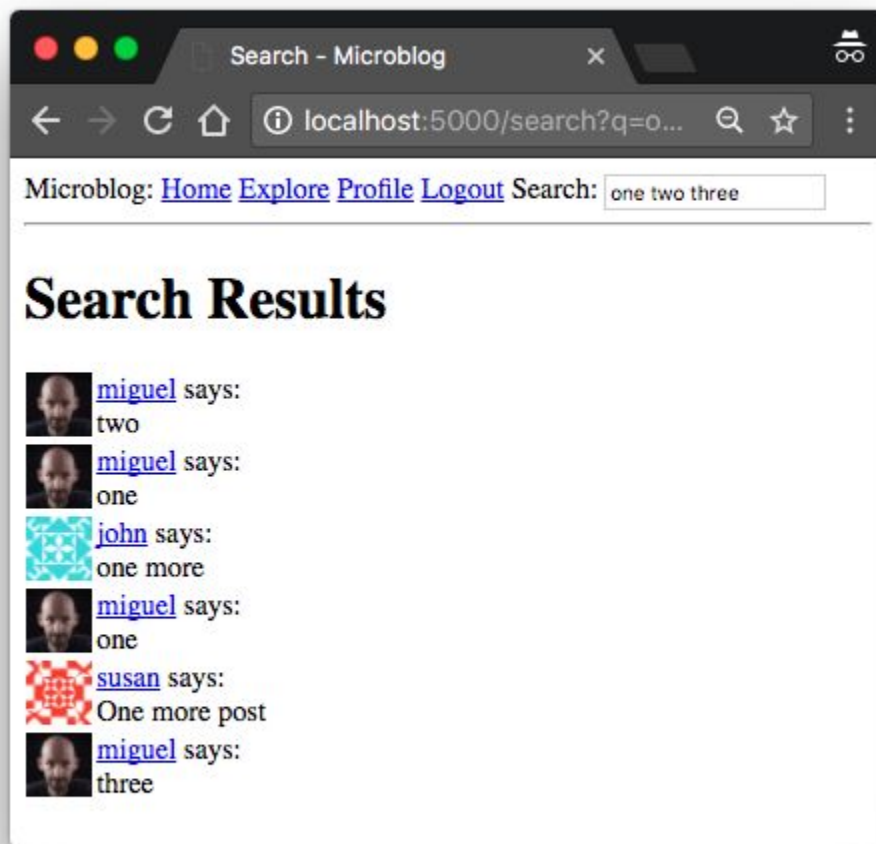 Search - Microblog
localhost:5000/search?q=o...
Microblog: Home Explore Profile Logout Search: one two three
Search Results
miguel says:
two
miguel says:
one
john says:
one more
miguel says:
one
susan says:
One more post
miguel says:
three